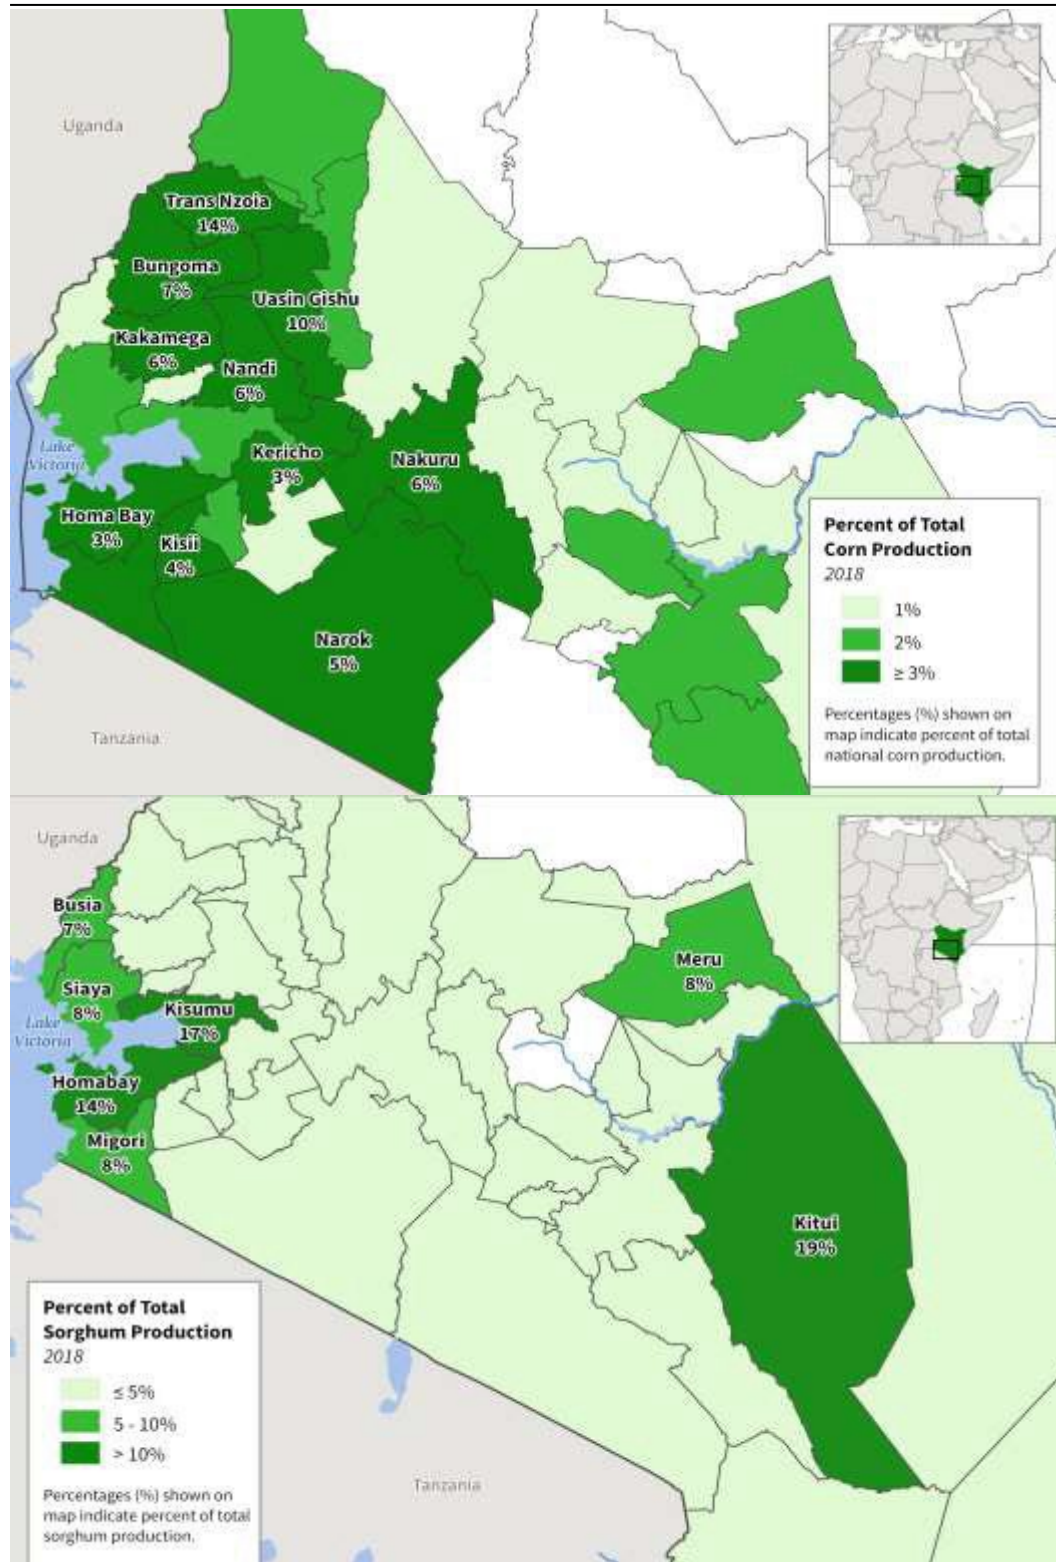 Uganda
Trans Nzoia
14%
Bungoma
7%
Uasin Gishu
10%
Kakamega
6%
Nandi
6%
Lake
Victoria
Kericho
3%
Nakuru
6%
Homa Bay
3%
Kisii
4%
Narok
5%
Tanzania
Percent of Total
Corn Production
2018
1%
2%
≥ 3%
Percentages (%) shown on
map indicate percent of total
national corn production.
Uganda
Busia
7%
Siaya
8%
Kisumu
17%
Lake
Victoria
Homabay
14%
Migori
8%
Meru
8%
Kitui
19%
Percent of Total
Sorghum Production
2018
≤ 5%
5 - 10%
> 10%
Percentages (%) shown on
map indicate percent of total
sorghum production.
Tanzania